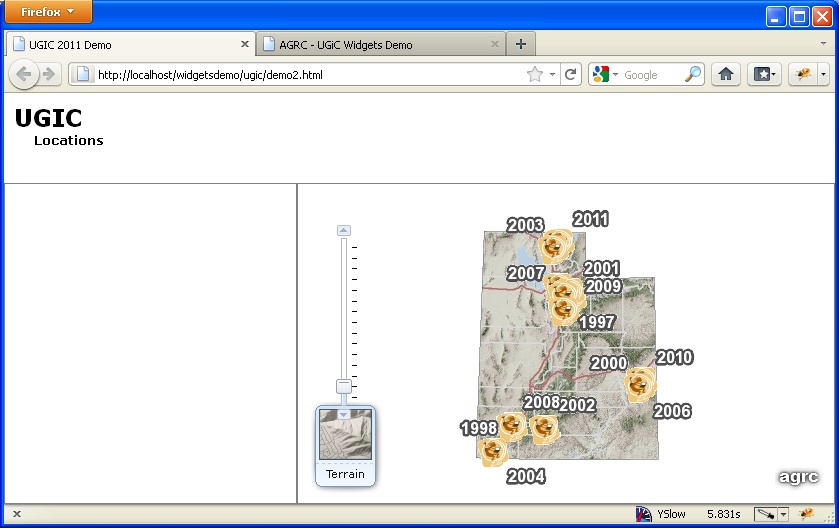 Firefox
UGIC 2011 Demo
AGRC - UGiC Widgets Demo
http://localhost/widgetsdemo/ugic/demo2.html
Google
UGIC
Locations
2003
2011
2007
2001
2009
1997
2000
2010
2008
2002
2006
1998
2004
Terrain
agrc
YSlow
5.831s